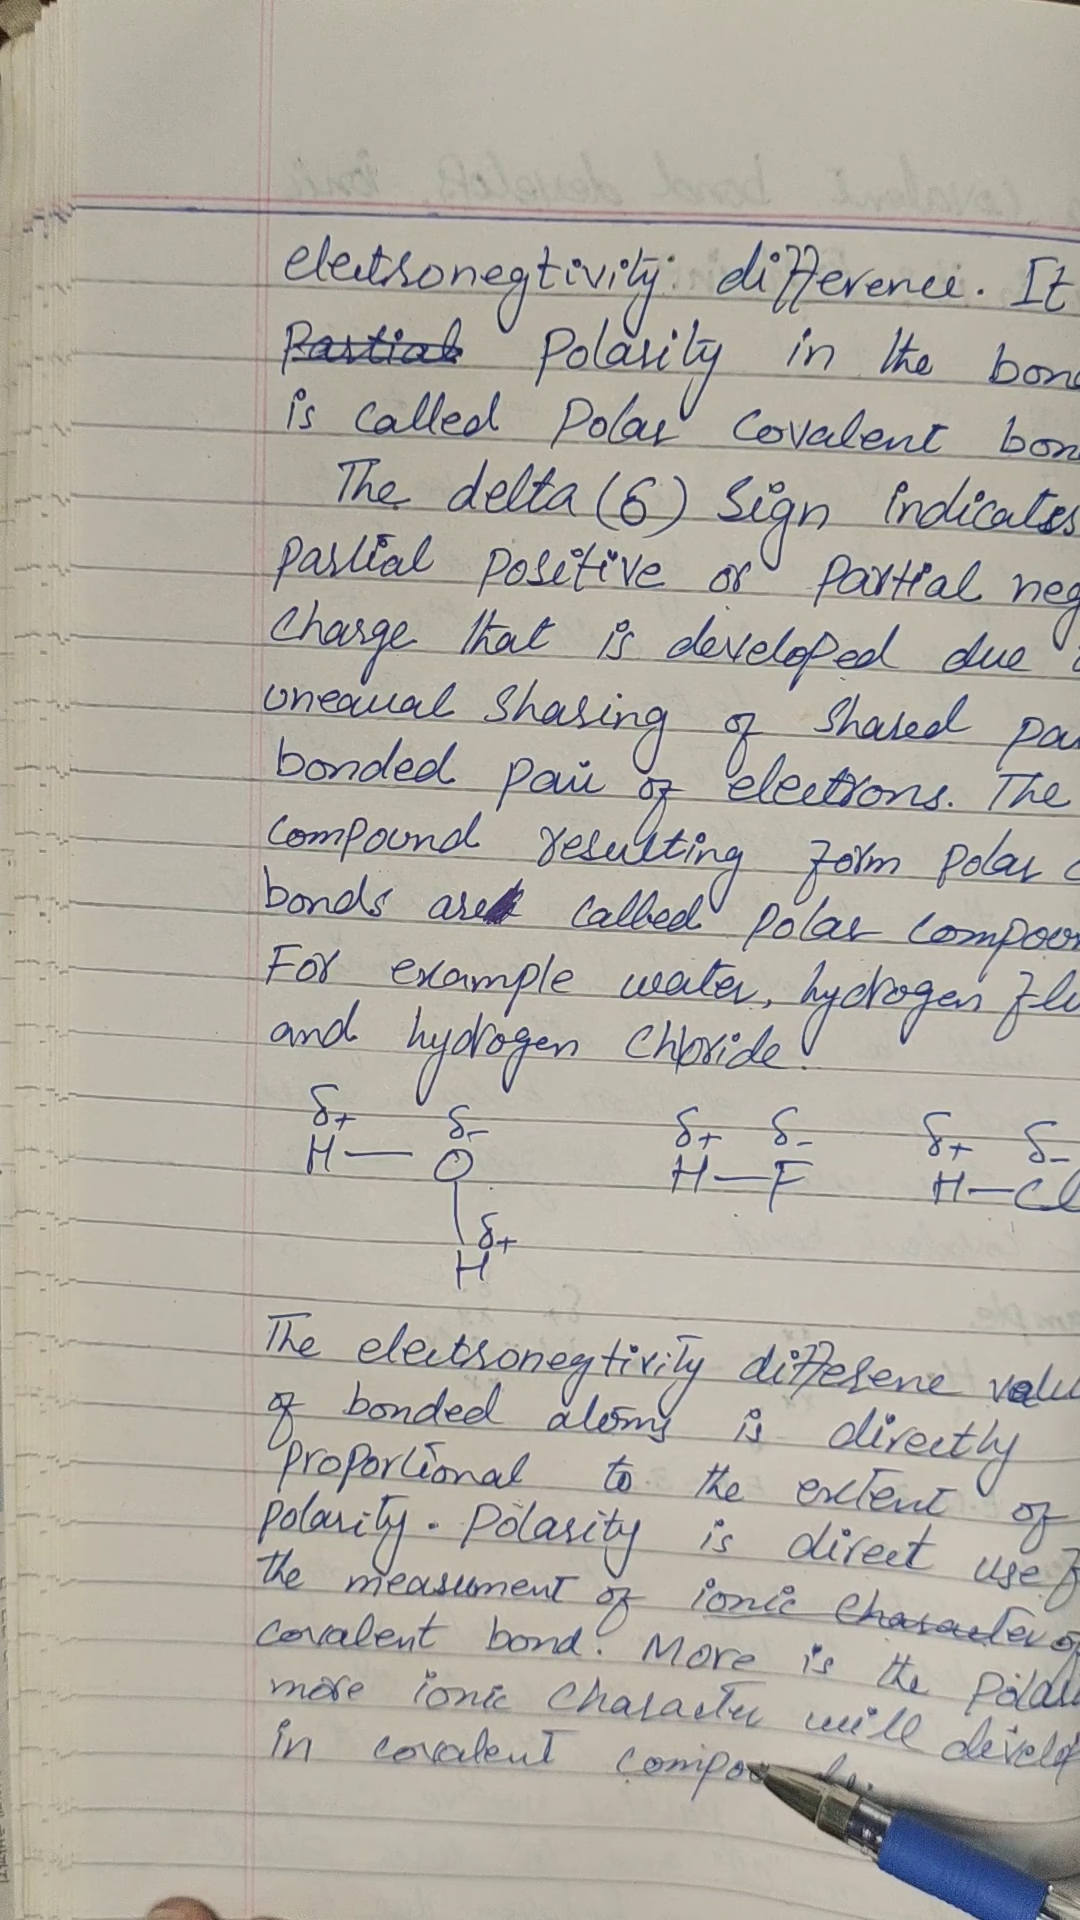 eletronegtivity difference. It
Partial Polarity in the bon
is called Polar Covalent bon
The delta (δ) Sign indicates
partial positive or partial neg
Charge that is developed due
unequal Sharing of Shared pa
bonded pair of electrons. The
compound resulting form polar c
bonds are called polar compoun
For example water, hydrogen flu
and hydrogen Chloride.
δ+ δ- δ+ δ- δ+ δ-
H — O H — F H — Cl
δ+
H
The eletronegtivity differene valu
of bonded atoms is directly
proportional to the extent of
polarity. Polarity is direct use f
the measument of ionic Character of
covalent bond. More is the Polar
more ionic Character will develop
in covalent compo